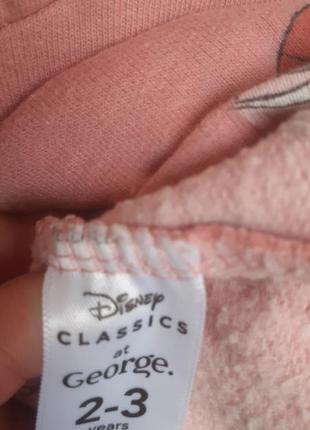 Disney
CLASSICS
at
George.
2-3
years